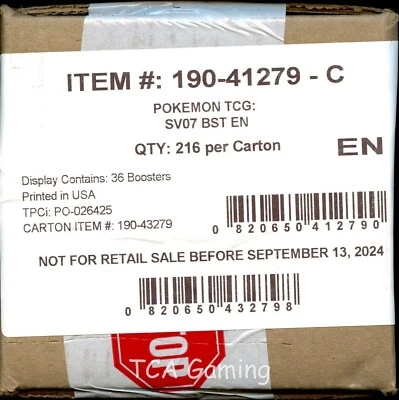 ITEM #: 190-41279 - C
POKEMON TCG:
SV07 BST EN
QTY: 216 per Carton
EN
Display Contains: 36 Boosters
Printed in USA
TPCi: PO-026425
CARTON ITEM #: 190-43279
0 820650 412790
NOT FOR RETAIL SALE BEFORE SEPTEMBER 13, 2024
0 820650 432798
TCA Gaming